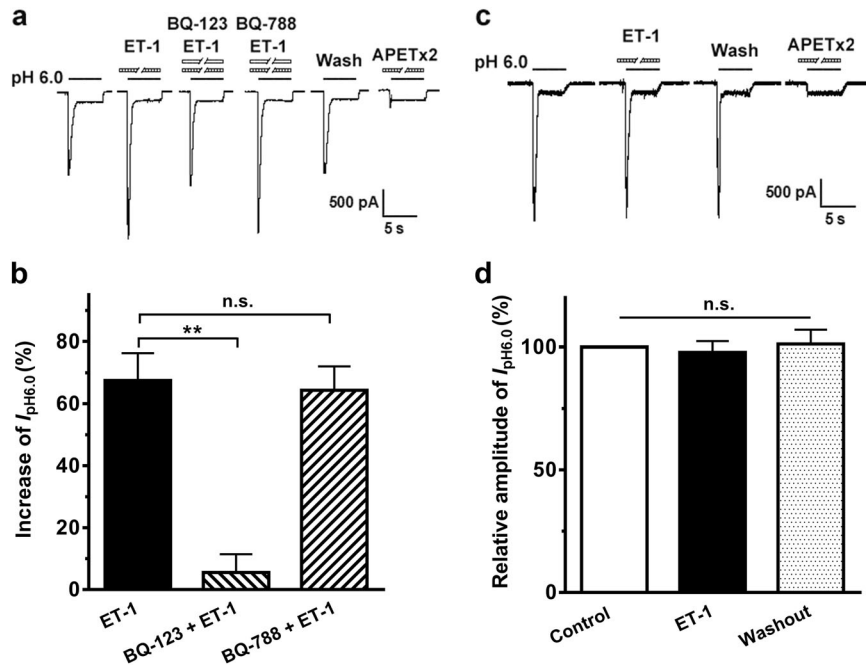 a
BQ-123 BQ-788
ET-1 ET-1 ET-1
Wash APETx2
pH 6.0
500 pA
5 s
c
ET-1
Wash APETx2
pH 6.0
500 pA
5 s
b
n.s.
**
80
60
40
20
0
Increase of IpH6.0 (%)
ET-1
BQ-123 + ET-1
BQ-788 + ET-1
d
n.s.
100
50
0
Relative amplitude of IpH6.0 (%)
Control
ET-1
Washout